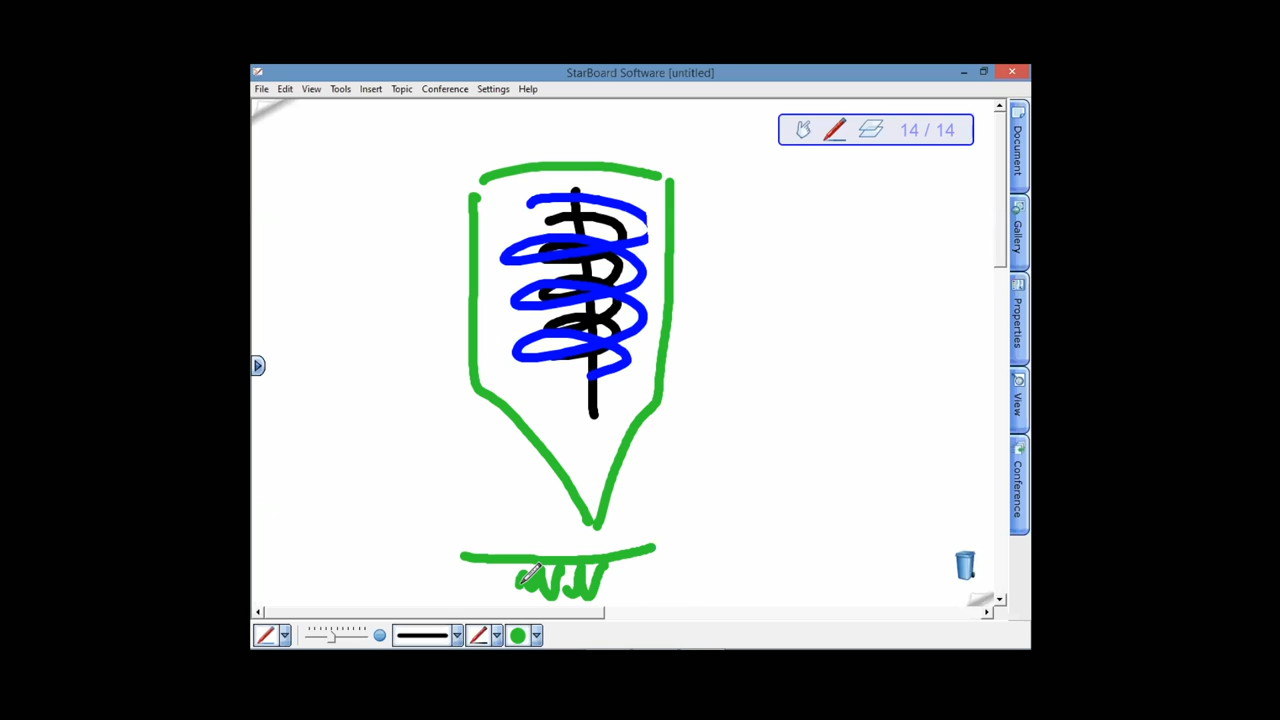 StarBoard Software [untitled]
File Edit View Tools Insert Topic Conference Settings Help
14 / 14
Document
Gallery
Properties
View
Conference